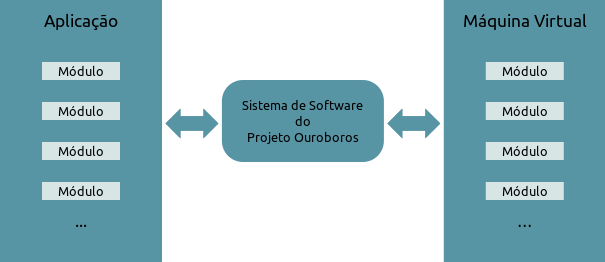 Aplicação
Módulo
Módulo
Módulo
Módulo
...
Sistema de Software
do
Projeto Ouroboros
Máquina Virtual
Módulo
Módulo
Módulo
Módulo
...